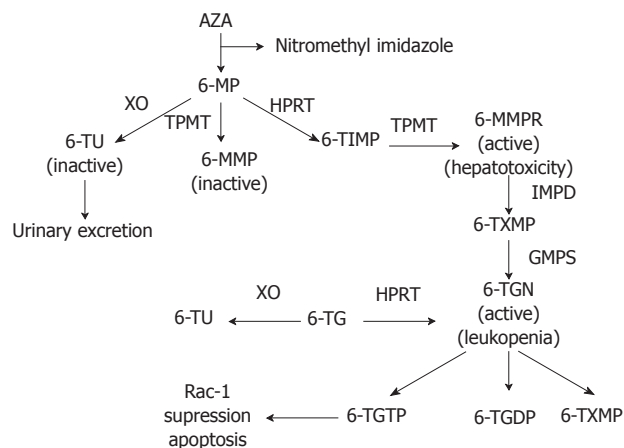 AZA
Nitromethyl imidazole
6-MP
XO
TPMT
HPRT
6-TU
(inactive)
6-MMP
(inactive)
6-TIMP
TPMT
6-MMPR
(active)
(hepatotoxicity)
Urinary excretion
IMPD
6-TXMP
GMPS
6-TU
XO
6-TG
HPRT
6-TGN
(active)
(leukopenia)
Rac-1
supression
apoptosis
6-TGTP
6-TGDP
6-TXMP